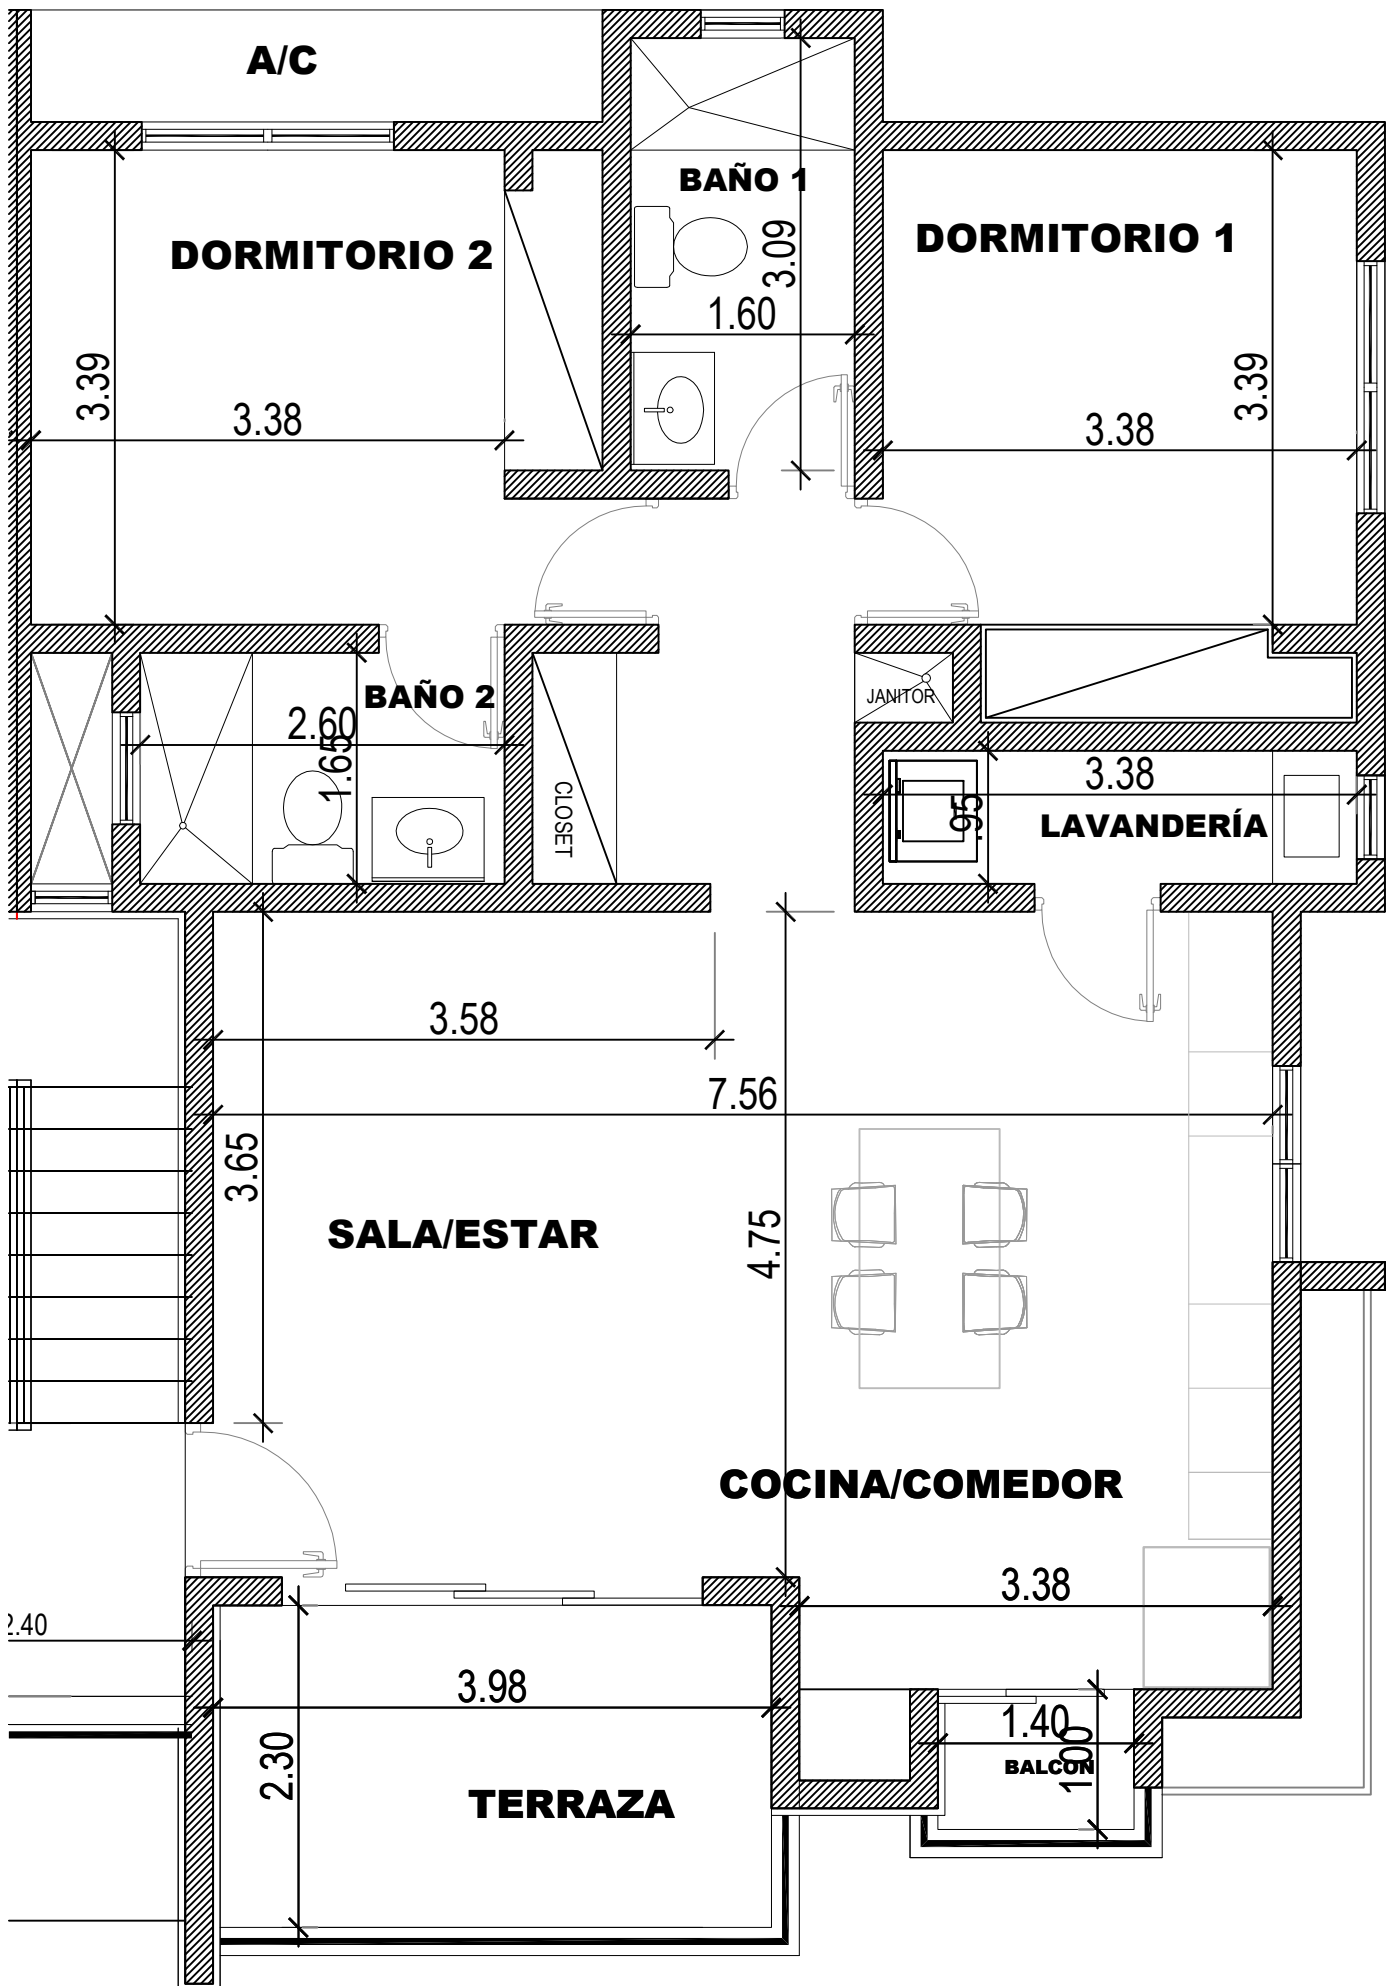 A/C
BAÑO 1
DORMITORIO 2
DORMITORIO 1
3.09
1.60
3.39
3.38
3.39
3.38
BAÑO 2
JANITOR
2.60
1.65
CLOSET
3.38
.95
LAVANDERÍA
3.58
7.56
3.65
SALA/ESTAR
4.75
COCINA/COMEDOR
3.38
2.40
3.98
2.30
1.40
1.00
BALCON
TERRAZA